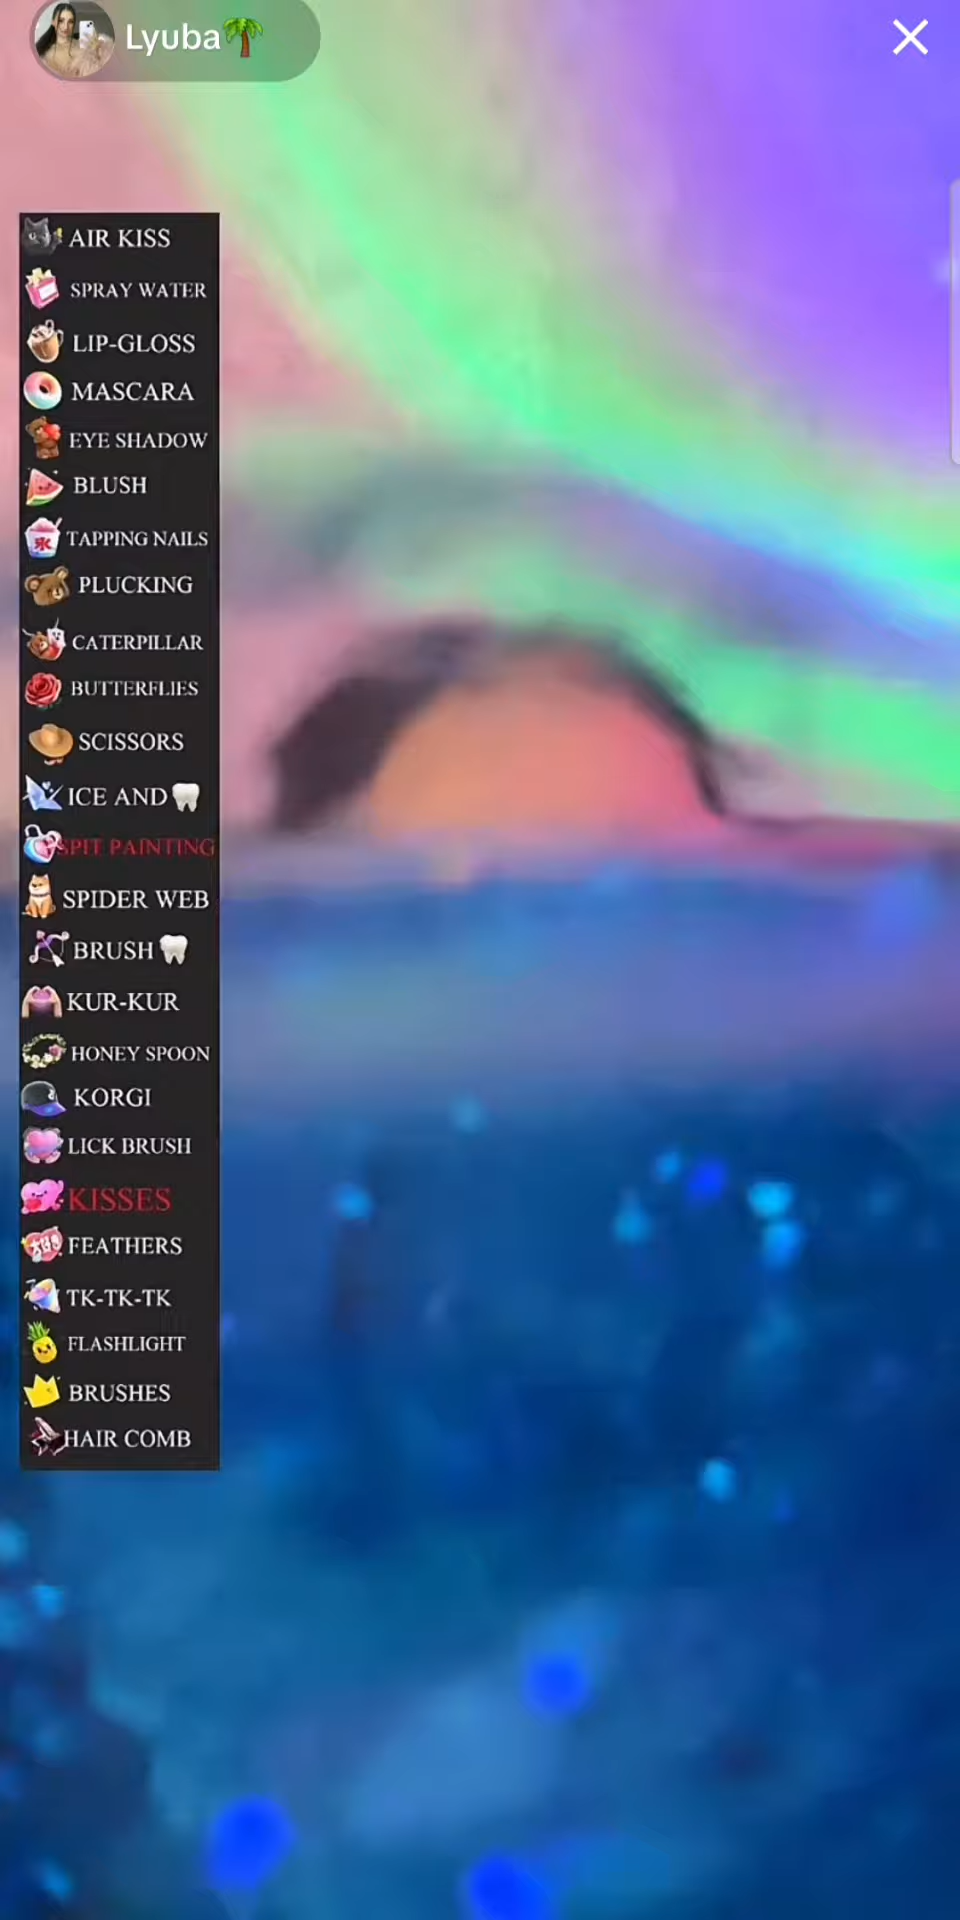 Lyuba🌴
AIR KISS
SPRAY WATER
LIP-GLOSS
MASCARA
EYE SHADOW
BLUSH
TAPPING NAILS
PLUCKING
CATERPILLAR
BUTTERFLIES
SCISSORS
ICE AND🦷
SPIT PAINTING
SPIDER WEB
BRUSH🦷
KUR-KUR
HONEY SPOON
KORGI
LICK BRUSH
KISSES
FEATHERS
TK-TK-TK
FLASHLIGHT
BRUSHES
HAIR COMB